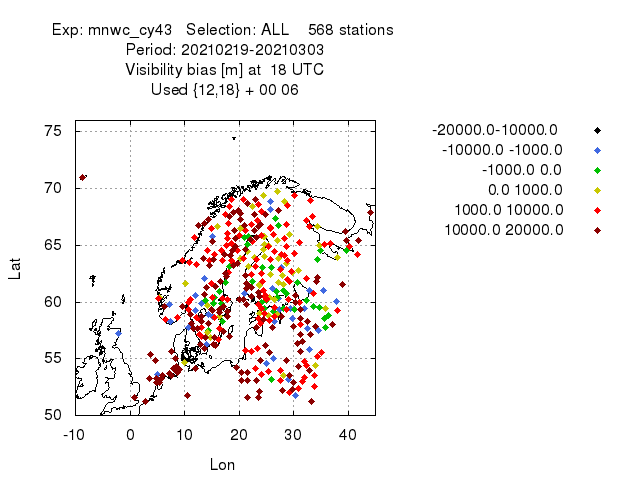 Exp: mnwc_cy43   Selection: ALL    568 stations
Period: 20210219-20210303
Visibility bias [m] at  18 UTC
Used {12,18} + 00 06
-20000.0-10000.0
-10000.0 -1000.0
-1000.0 0.0
0.0 1000.0
1000.0 10000.0
10000.0 20000.0
75
70
65
60
55
50
Lat
-10 0 10 20 30 40
Lon